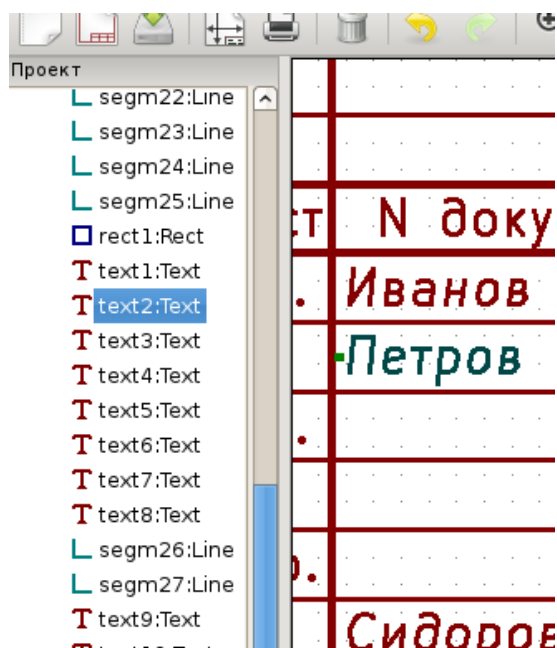 Проект
segm22:Line
segm23:Line
segm24:Line
segm25:Line
rect1:Rect
text1:Text
text2:Text
text3:Text
text4:Text
text5:Text
text6:Text
text7:Text
text8:Text
segm26:Line
segm27:Line
text9:Text
N доку
Иванов
Петров
Сидоров